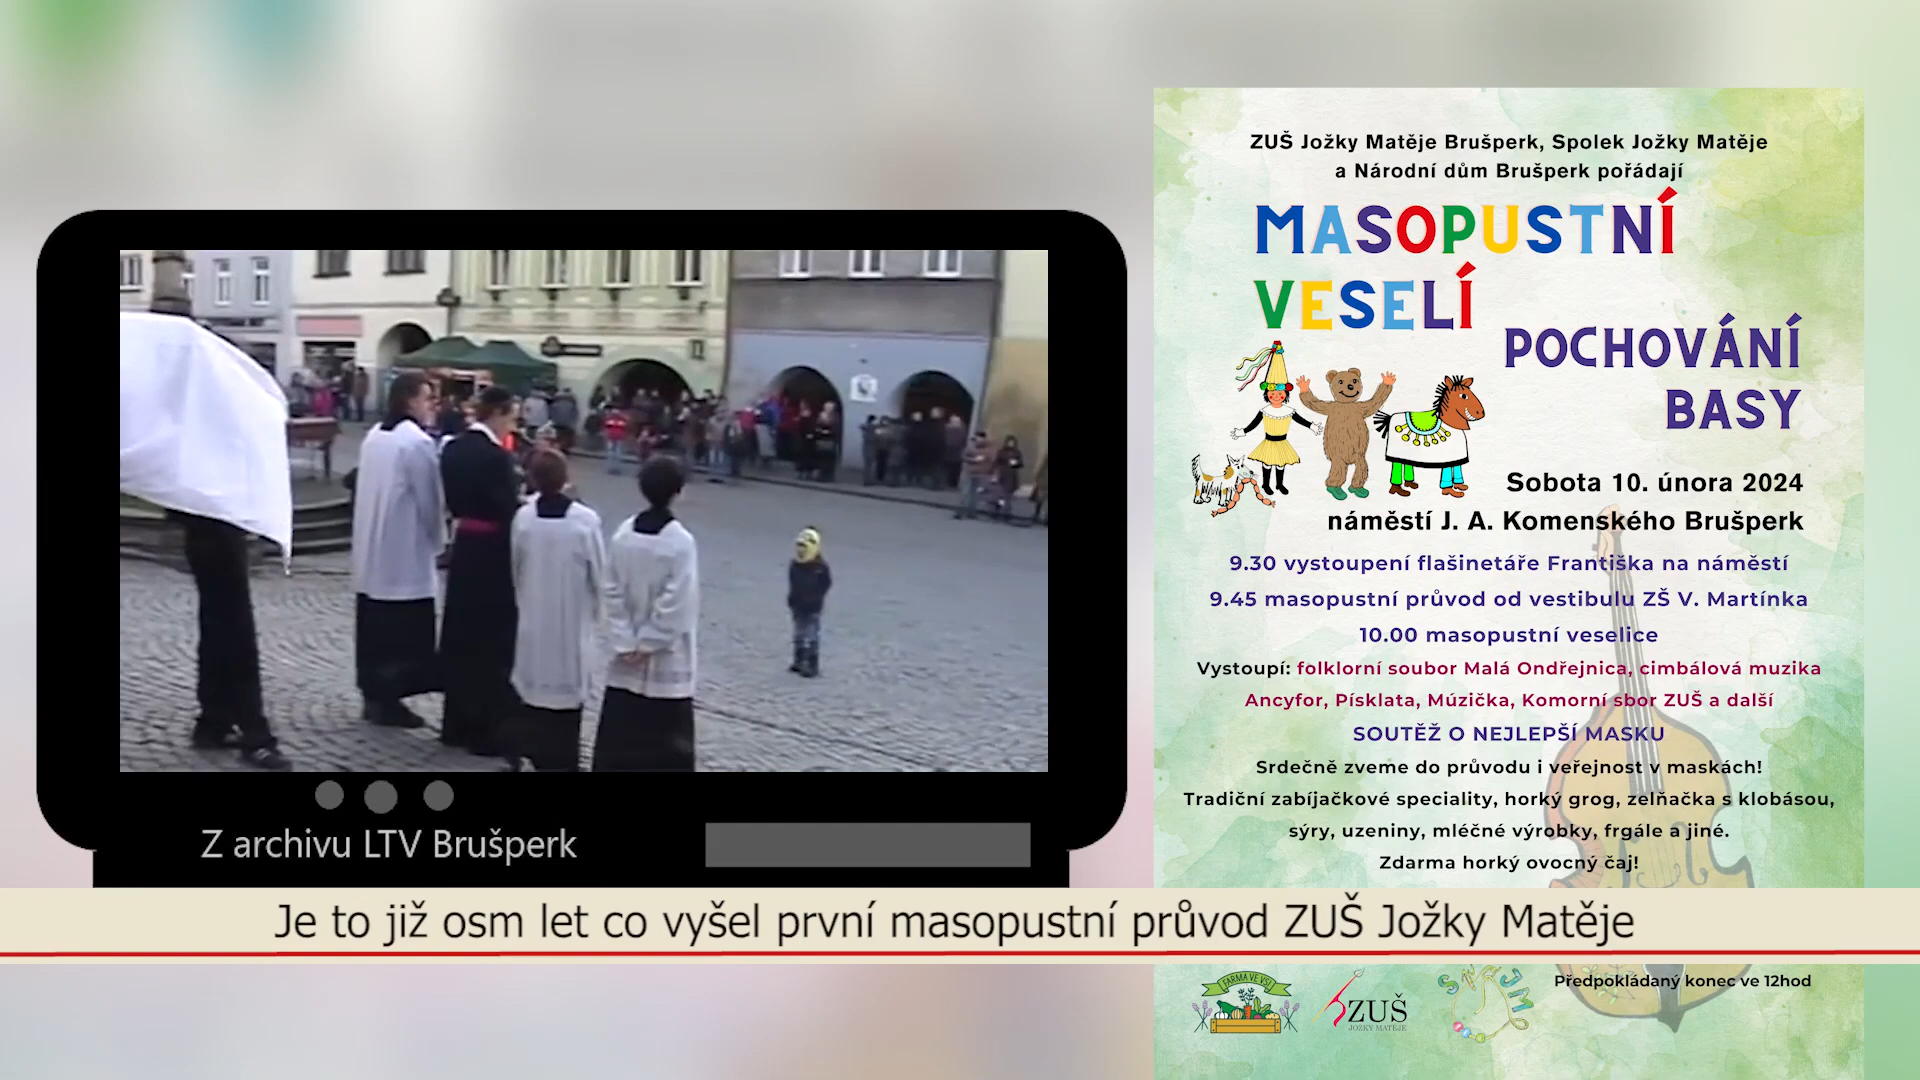 Z archivu LTV Brušperk
Je to již osm let co vyšel první masopustní průvod ZUŠ Jožky Matěje
ZUŠ Jožky Matěje Brušperk, Spolek Jožky Matěje
a Národní dům Brušperk pořádají
MASOPUSTNÍ
VESELÍ
POCHOVÁNÍ
BASY
Sobota 10. února 2024
náměstí J. A. Komenského Brušperk
9.30 vystoupení flašinetáře Františka na náměstí
9.45 masopustní průvod od vestibulu ZŠ V. Martínka
10.00 masopustní veselice
Vystoupí: folklorní soubor Malá Ondřejnica, cimbálová muzika
Ancyfor, Písklata, Múzička, Komorní sbor ZUŠ a další
SOUTĚŽ O NEJLEPŠÍ MASKU
Srdečně zveme do průvodu i veřejnost v maskách!
Tradiční zabíjačkové speciality, horký grog, zelňačka s klobásou,
sýry, uzeniny, mléčné výrobky, frgále a jiné.
Zdarma horký ovocný čaj!
Předpokládaný konec ve 12hod
FARMA VE VSI
ZUŠ
JOŽKY MATĚJE